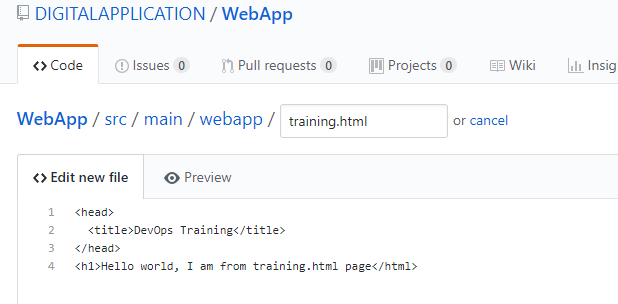 DIGITALAPPLICATION / WebApp
<> Code Issues 0 Pull requests 0 Projects 0 Wiki Insig
WebApp / src / main / webapp / training.html or cancel
<> Edit new file Preview
1 <head>
2 <title>DevOps Training</title>
3 </head>
4 <h1>Hello world, I am from training.html page</html>